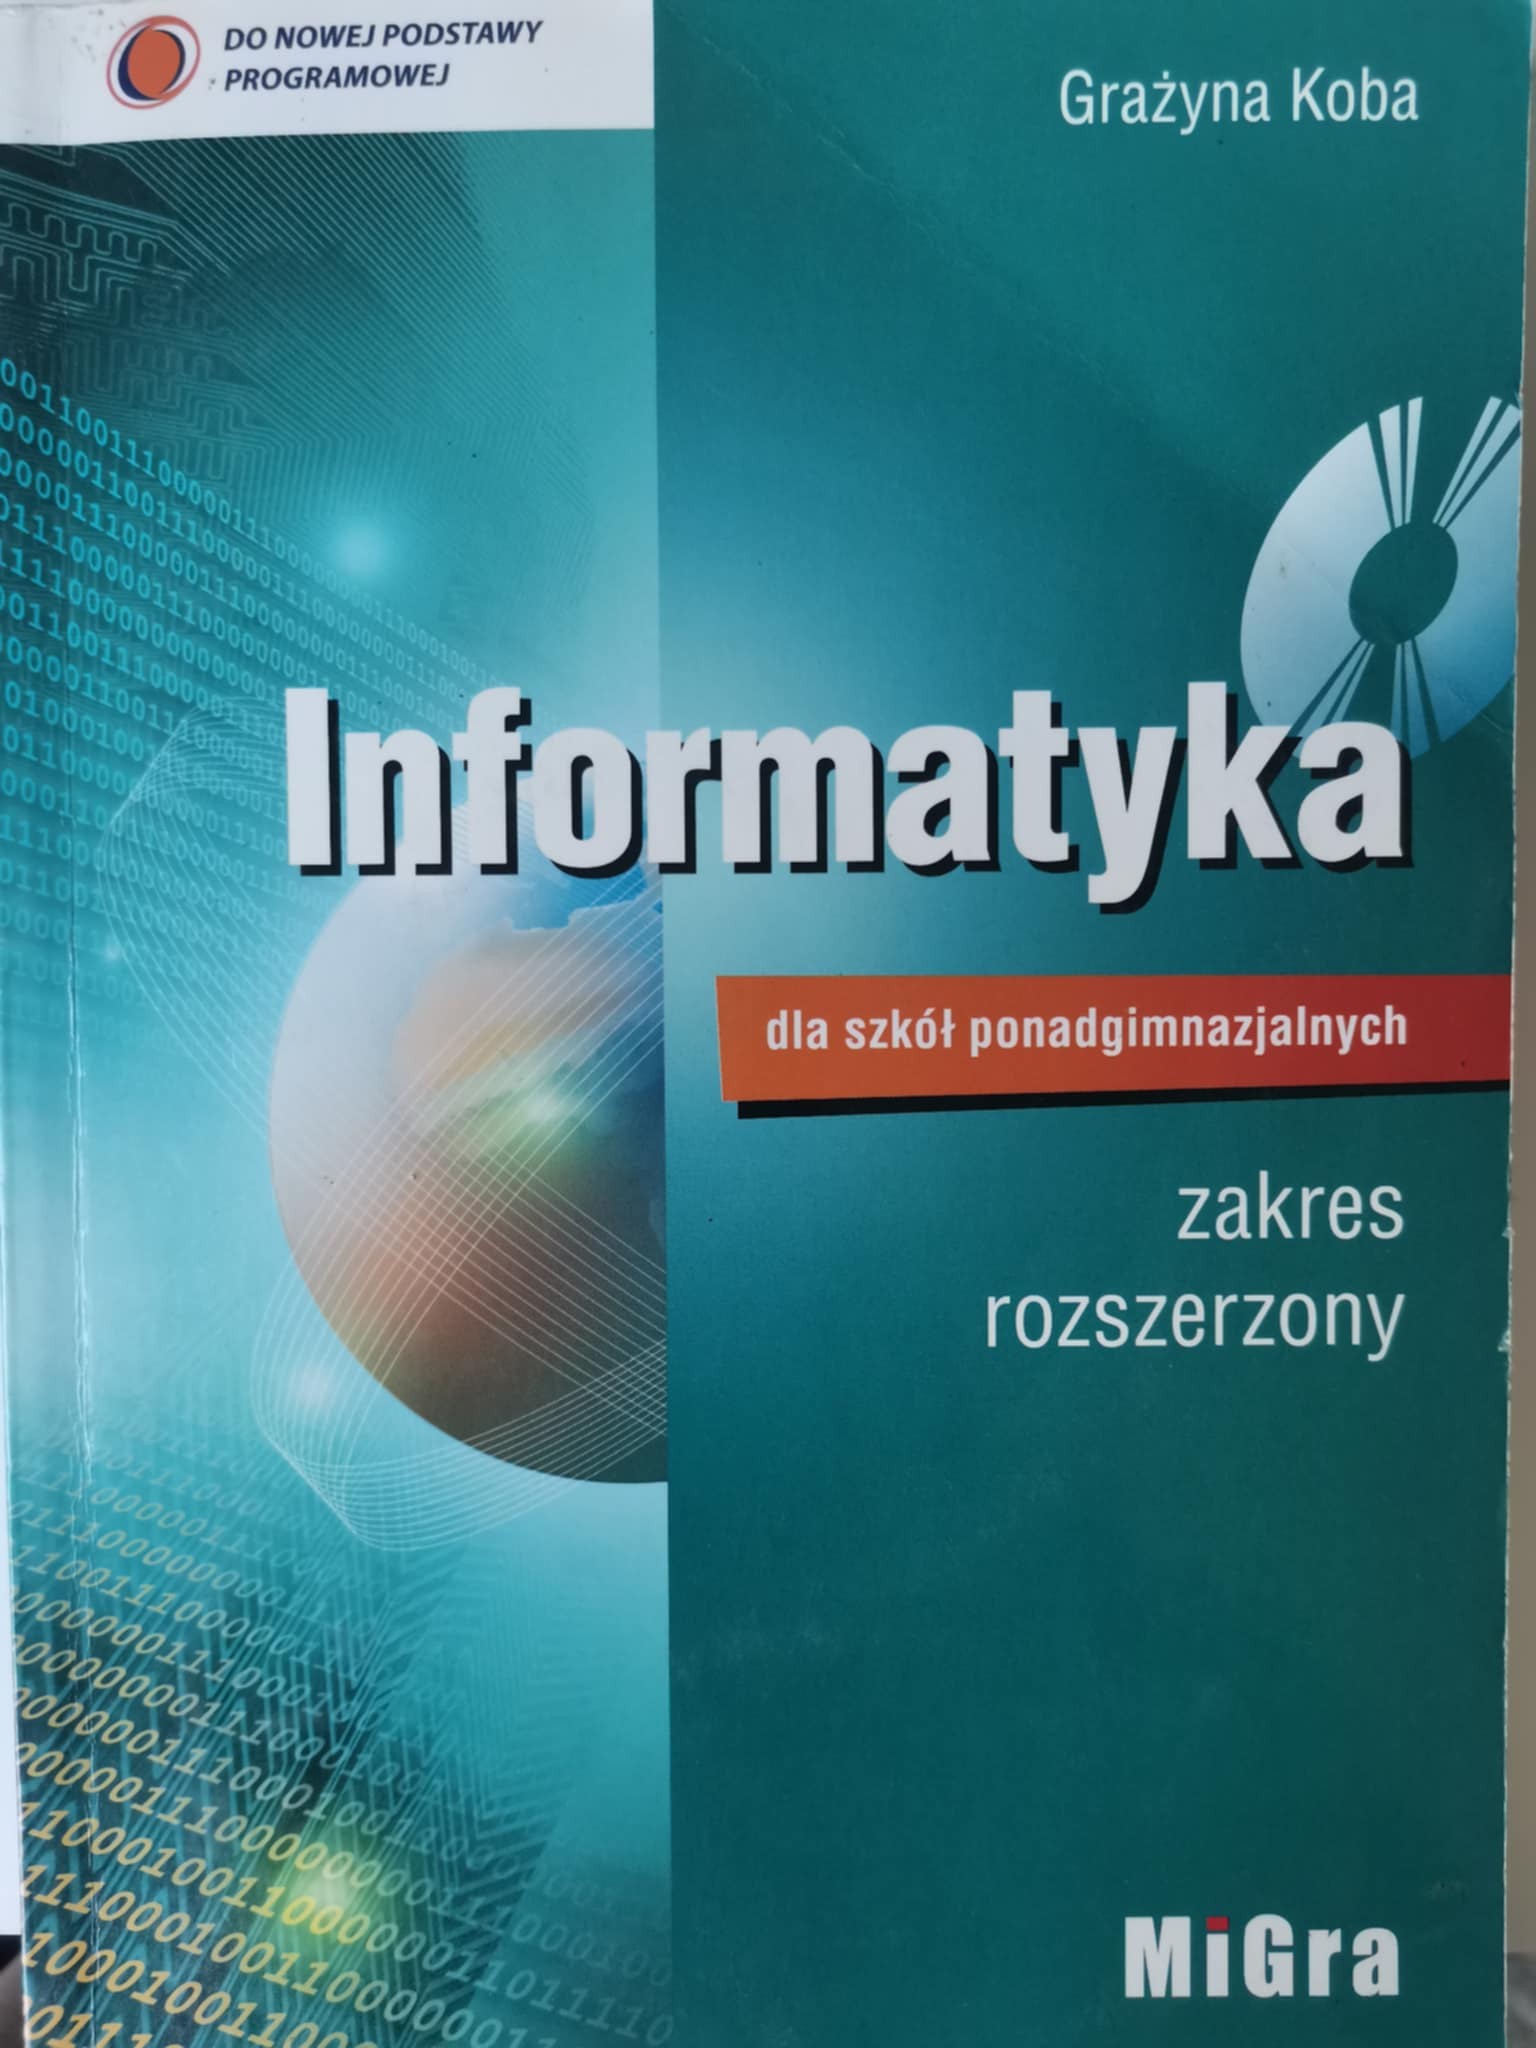 DO NOWEJ PODSTAWY
PROGRAMOWEJ
Grażyna Koba
Informatyka
dla szkół ponadgimnazjalnych
zakres
rozszerzony
MiGra